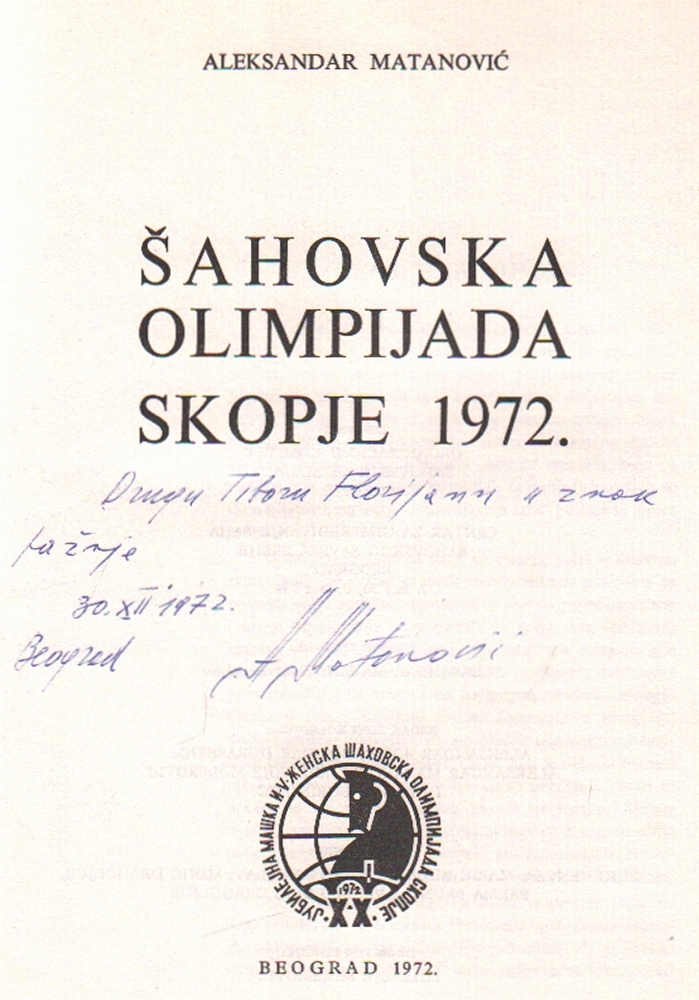 ALEKSANDAR MATANOVIĆ
ŠAHOVSKA
OLIMPIJADA
SKOPJE 1972.
Drugu Tiboru Florijanu u znak
pažnje
30. XII 1972.
Beograd A. Matanović
ЈУБИЛЕЈНА МАШКА И V ЖЕНСКА ШАХОВСКА ОЛИМПИЈАДА СКОПЈЕ
1972
XX
BEOGRAD 1972.